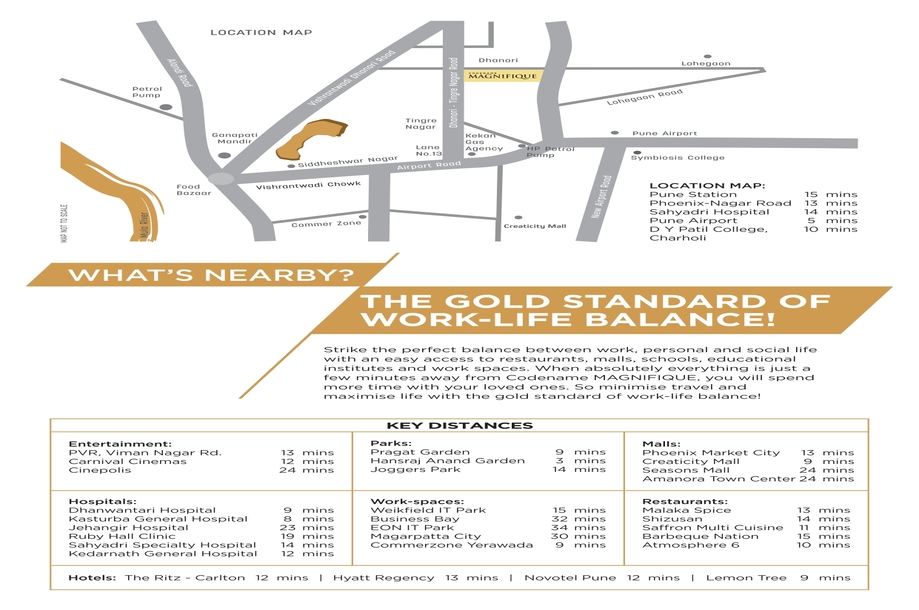 LOCATION MAP
Alandi Road
Vishrantwadi Dhanori Road
Dhanori - Tingre Nagar Road
Dhanori
MAGNIFIQUE
Lohegaon
Lohegaon Road
Petrol
Pump
Ganapati
Mandir
Tingre
Nagar
Lane
No.13
Kekan
Gas
Agency
HP Petrol
Pump
Pune Airport
Symbiosis College
Siddheshwar Nagar
Airport Road
Food
Bazaar
Vishrantwadi Chowk
New Airport Road
Commer Zone
Creaticity Mall
Mula River
MAP NOT TO SCALE
LOCATION MAP:
Pune Station 15 mins
Phoenix-Nagar Road 13 mins
Sahyadri Hospital 14 mins
Pune Airport 5 mins
D Y Patil College, 10 mins
Charholi
WHAT'S NEARBY?
THE GOLD STANDARD OF
WORK-LIFE BALANCE!
Strike the perfect balance between work, personal and social life
with an easy access to restaurants, malls, schools, educational
institutes and work spaces. When absolutely everything is just a
few minutes away from Codename MAGNIFIQUE, you will spend
more time with your loved ones. So minimise travel and
maximise life with the gold standard of work-life balance!
KEY DISTANCES
Entertainment:
PVR, Viman Nagar Rd. 13 mins
Carnival Cinemas 12 mins
Cinepolis 24 mins
Parks:
Pragat Garden 9 mins
Hansraj Anand Garden 3 mins
Joggers Park 14 mins
Malls:
Phoenix Market City 13 mins
Creaticity Mall 9 mins
Seasons Mall 24 mins
Amanora Town Center 24 mins
Hospitals:
Dhanwantari Hospital 9 mins
Kasturba General Hospital 8 mins
Jehangir Hospital 23 mins
Ruby Hall Clinic 19 mins
Sahyadri Specialty Hospital 14 mins
Kedarnath General Hospital 12 mins
Work-spaces:
Weikfield IT Park 15 mins
Business Bay 32 mins
EON IT Park 34 mins
Magarpatta City 30 mins
Commerzone Yerawada 9 mins
Restaurants:
Malaka Spice 13 mins
Shizusan 14 mins
Saffron Multi Cuisine 11 mins
Barbeque Nation 15 mins
Atmosphere 6 10 mins
Hotels: The Ritz - Carlton 12 mins | Hyatt Regency 13 mins | Novotel Pune 12 mins | Lemon Tree 9 mins